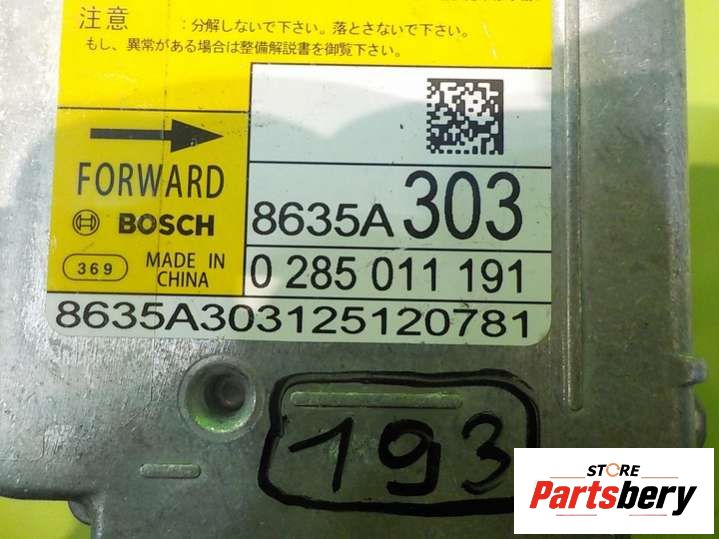 注意 :分解しないで下さい。落とさないで下さい。
もし、異常がある場合は整備解説書を御覧下さい。
FORWARD
BOSCH
8635A303
369
MADE IN
CHINA
0 285 011 191
8635A303125120781
193
STORE
Partsbery